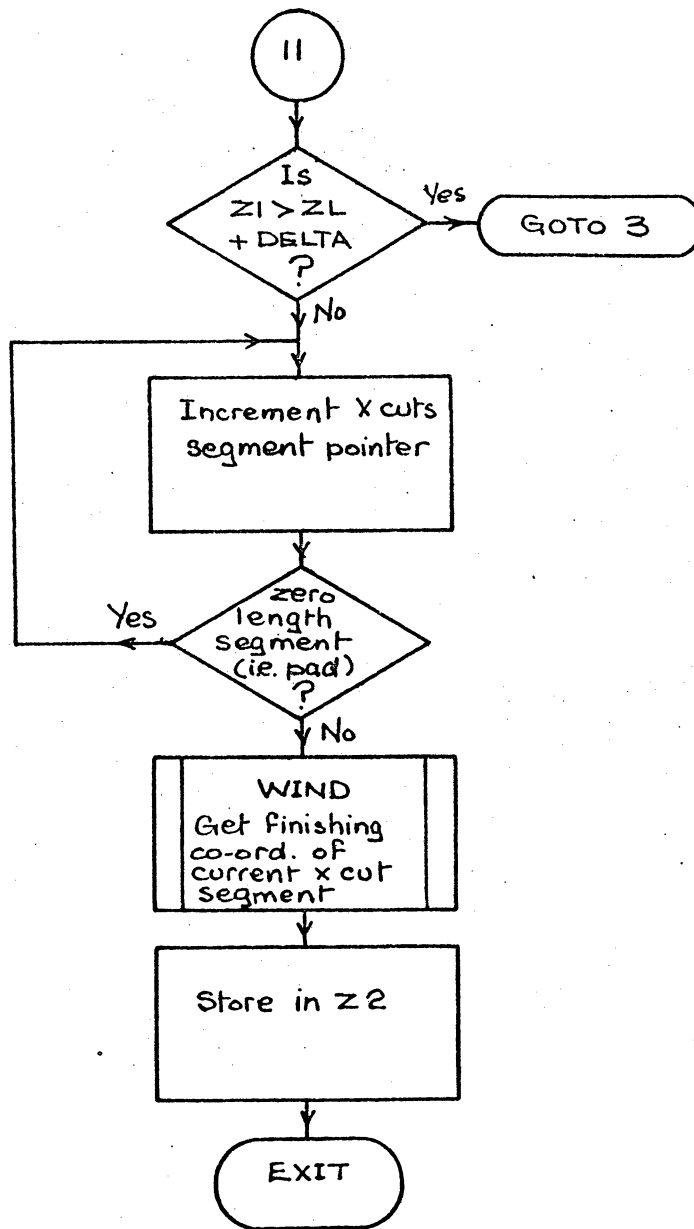 11
Is
Z1 > ZL
+ DELTA
?
Yes
GOTO 3
No
Increment X cuts
segment pointer
zero
length
segment
(i.e. pad)
?
Yes
No
WIND
Get finishing
co-ord. of
current x cut
segment
Store in Z2
EXIT